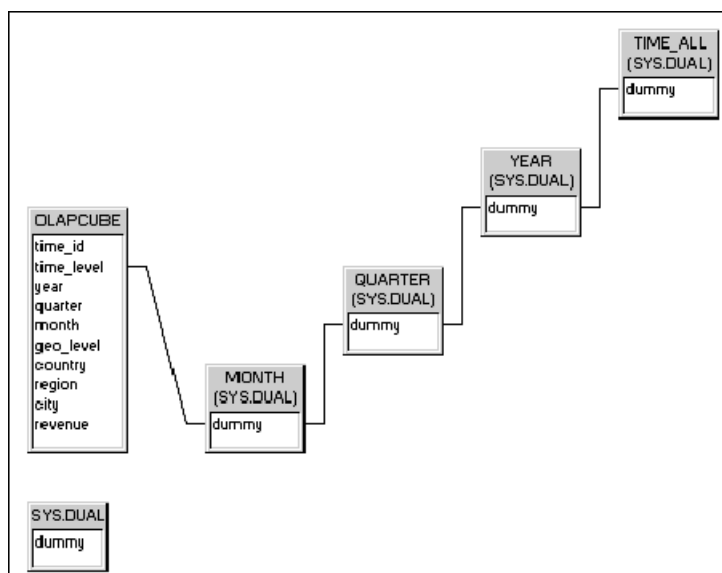 TIME_ALL
(SYS.DUAL)
dummy
YEAR
(SYS.DUAL)
dummy
OLAPCUBE
time_id
time_level
year
quarter
month
geo_level
country
region
city
revenue
QUARTER
(SYS.DUAL)
dummy
MONTH
(SYS.DUAL)
dummy
SYS.DUAL
dummy